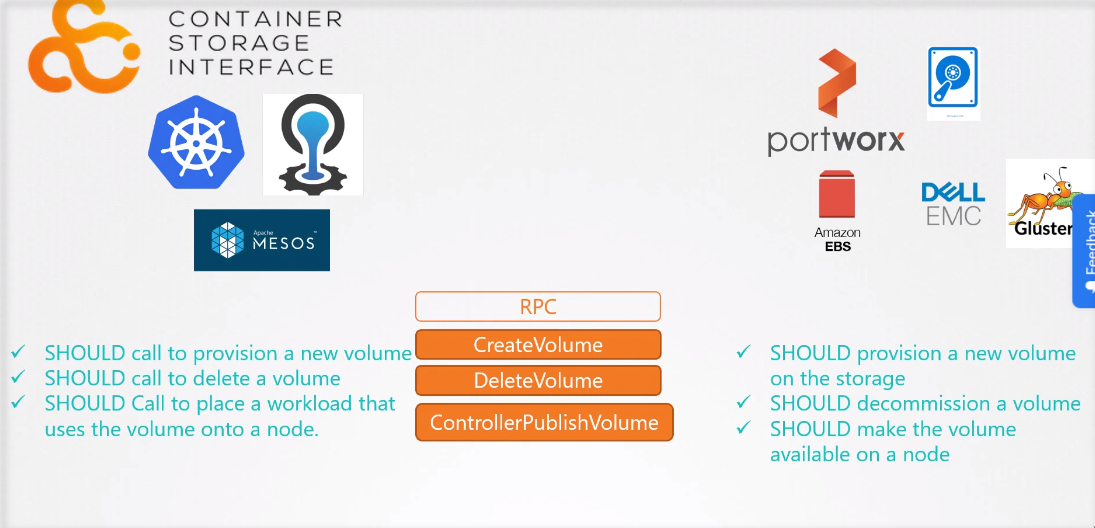 CONTAINER
STORAGE
INTERFACE
portworx
Apache
MESOS
Amazon
EBS
DELL
EMC
Gluster
Feedback
RPC
CreateVolume
DeleteVolume
ControllerPublishVolume
✓ SHOULD call to provision a new volume
✓ SHOULD call to delete a volume
✓ SHOULD Call to place a workload that
uses the volume onto a node.
✓ SHOULD provision a new volume
on the storage
✓ SHOULD decommission a volume
✓ SHOULD make the volume
available on a node